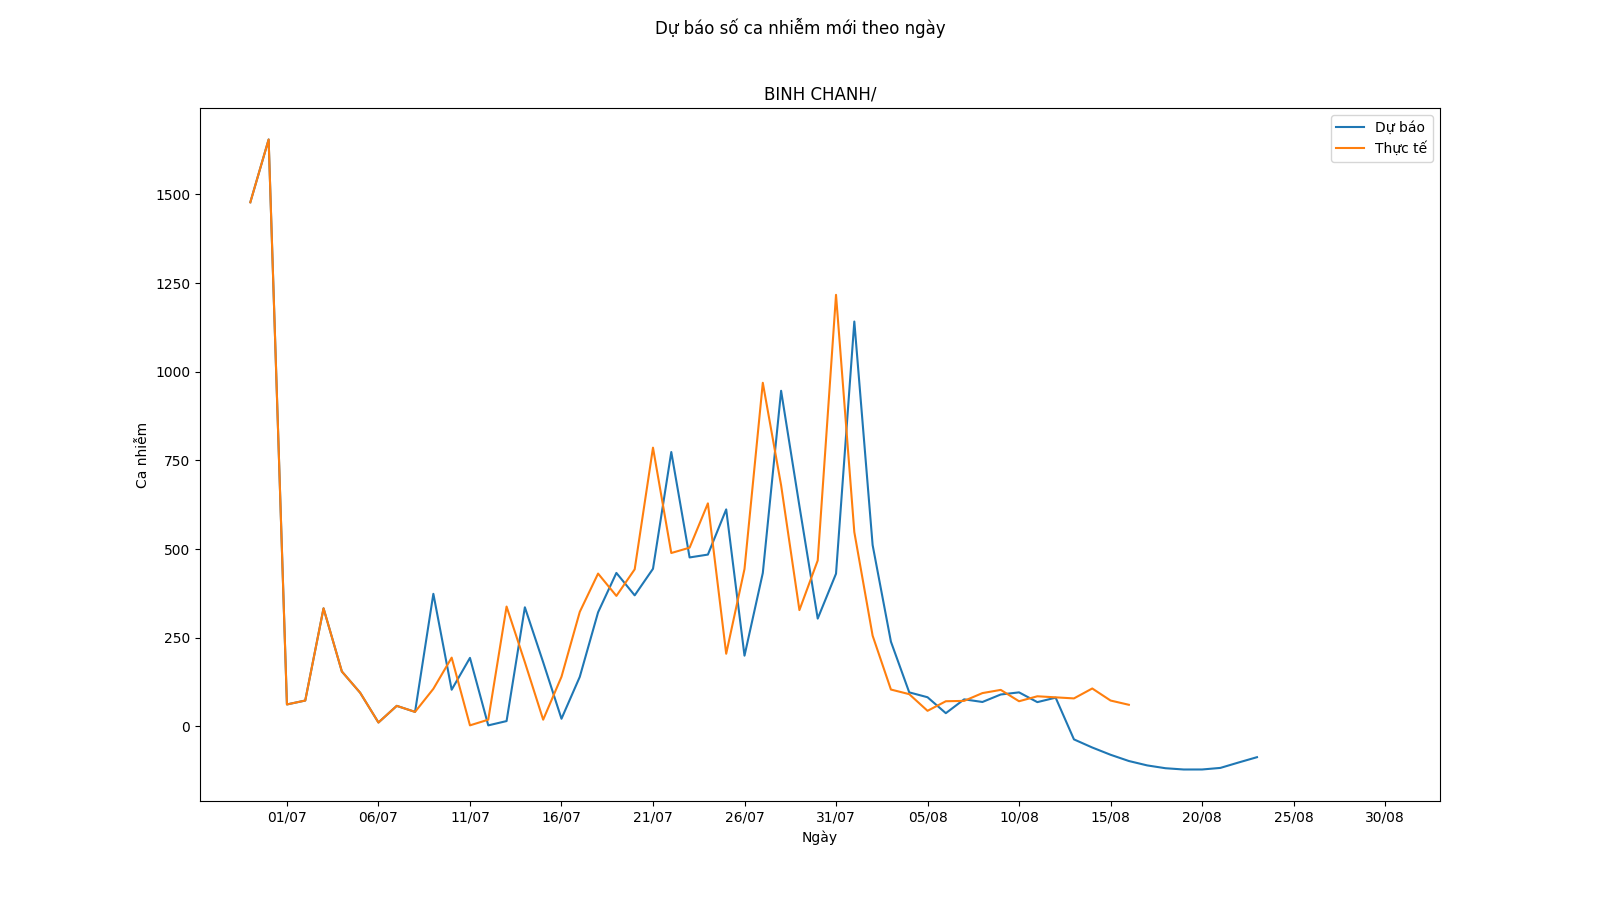 Dự báo số ca nhiễm mới theo ngày
BINH CHANH/
Dự báo
Thực tế
Ca nhiễm
1500
1250
1000
750
500
250
0
01/07 06/07 11/07 16/07 21/07 26/07 31/07 05/08 10/08 15/08 20/08 25/08 30/08
Ngày